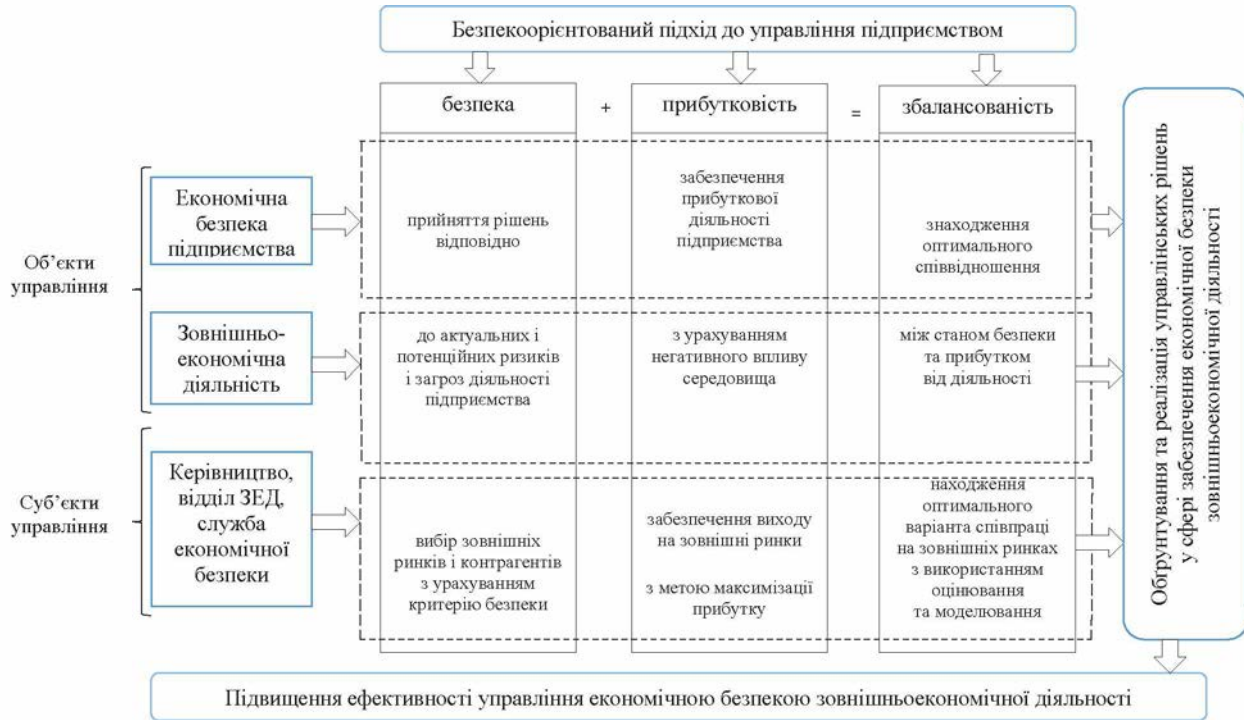 Безпекоорієнтований підхід до управління підприємством
безпека
+
прибутковість
=
збалансованість
Об’єкти
управління
Економічна
безпека
підприємства
прийняття рішень
відповідно
забезпечення
прибуткової
діяльності
підприємства
знаходження
оптимального
співвідношення
Зовнішньо-
економічна
діяльність
до актуальних і
потенційних ризиків
і загроз діяльності
підприємства
з урахуванням
негативного впливу
середовища
між станом безпеки
та прибутком
від діяльності
Суб’єкти
управління
Керівництво,
відділ ЗЕД,
служба
економічної
безпеки
вибір зовнішніх
ринків і контрагентів
з урахуванням
критерію безпеки
забезпечення виходу
на зовнішні ринки
з метою максимізації
прибутку
находження
оптимального
варіанта співпраці
на зовнішніх ринках
з використанням
оцінювання
та моделювання
Обґрунтування та реалізація управлінських рішень
у сфері забезпечення економічної безпеки
зовнішньоекономічної діяльності
Підвищення ефективності управління економічною безпекою зовнішньоекономічної діяльності